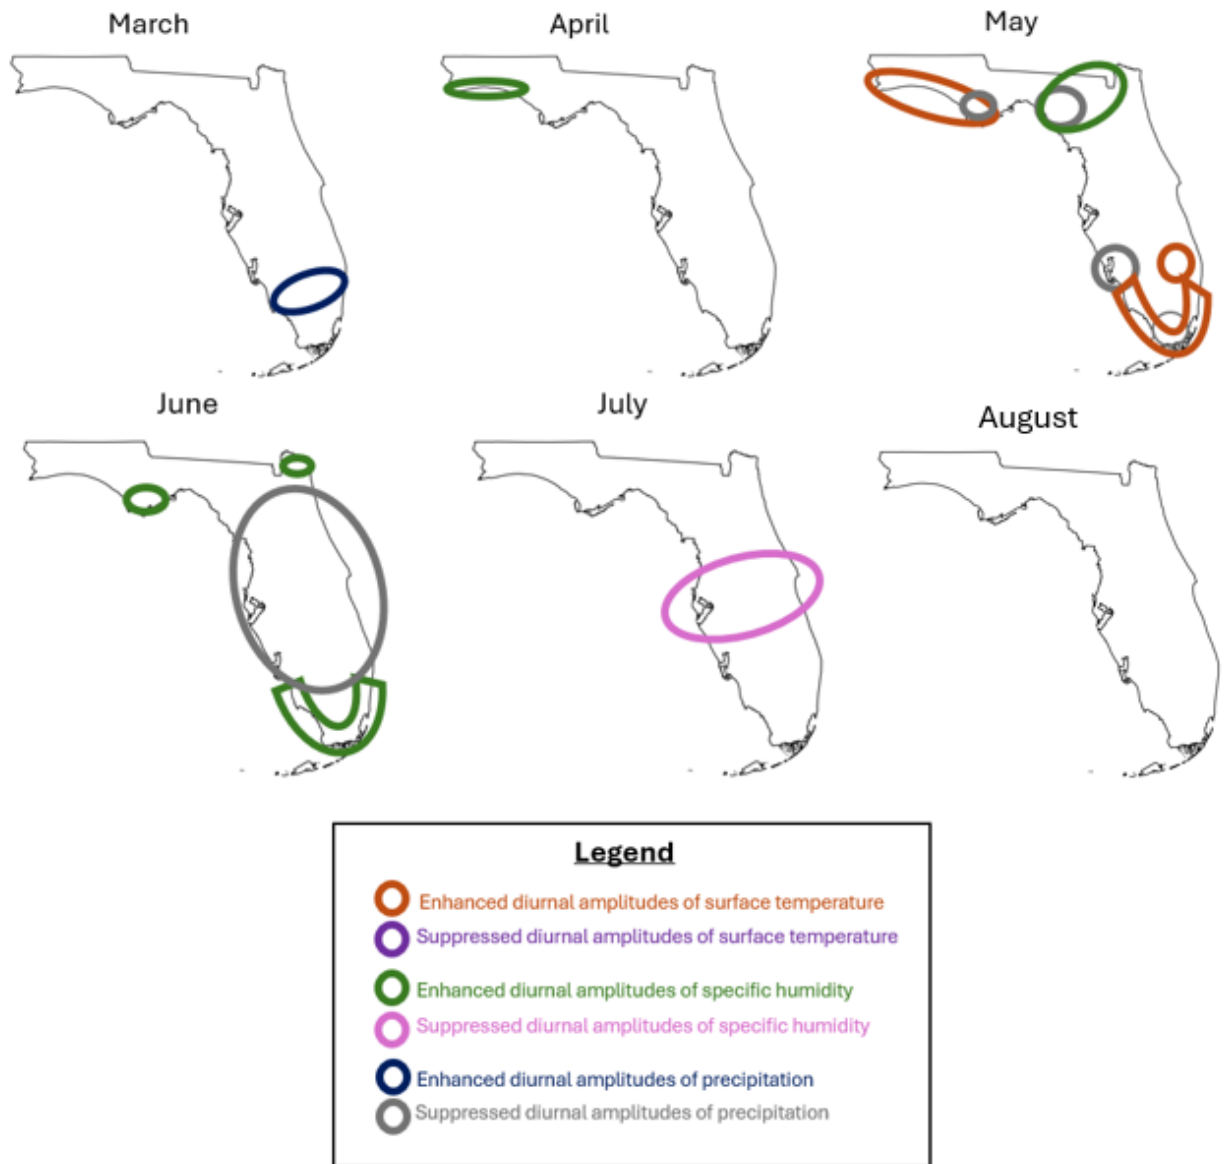 March
April
May
June
July
August
Legend
Enhanced diurnal amplitudes of surface temperature
Suppressed diurnal amplitudes of surface temperature
Enhanced diurnal amplitudes of specific humidity
Suppressed diurnal amplitudes of specific humidity
Enhanced diurnal amplitudes of precipitation
Suppressed diurnal amplitudes of precipitation